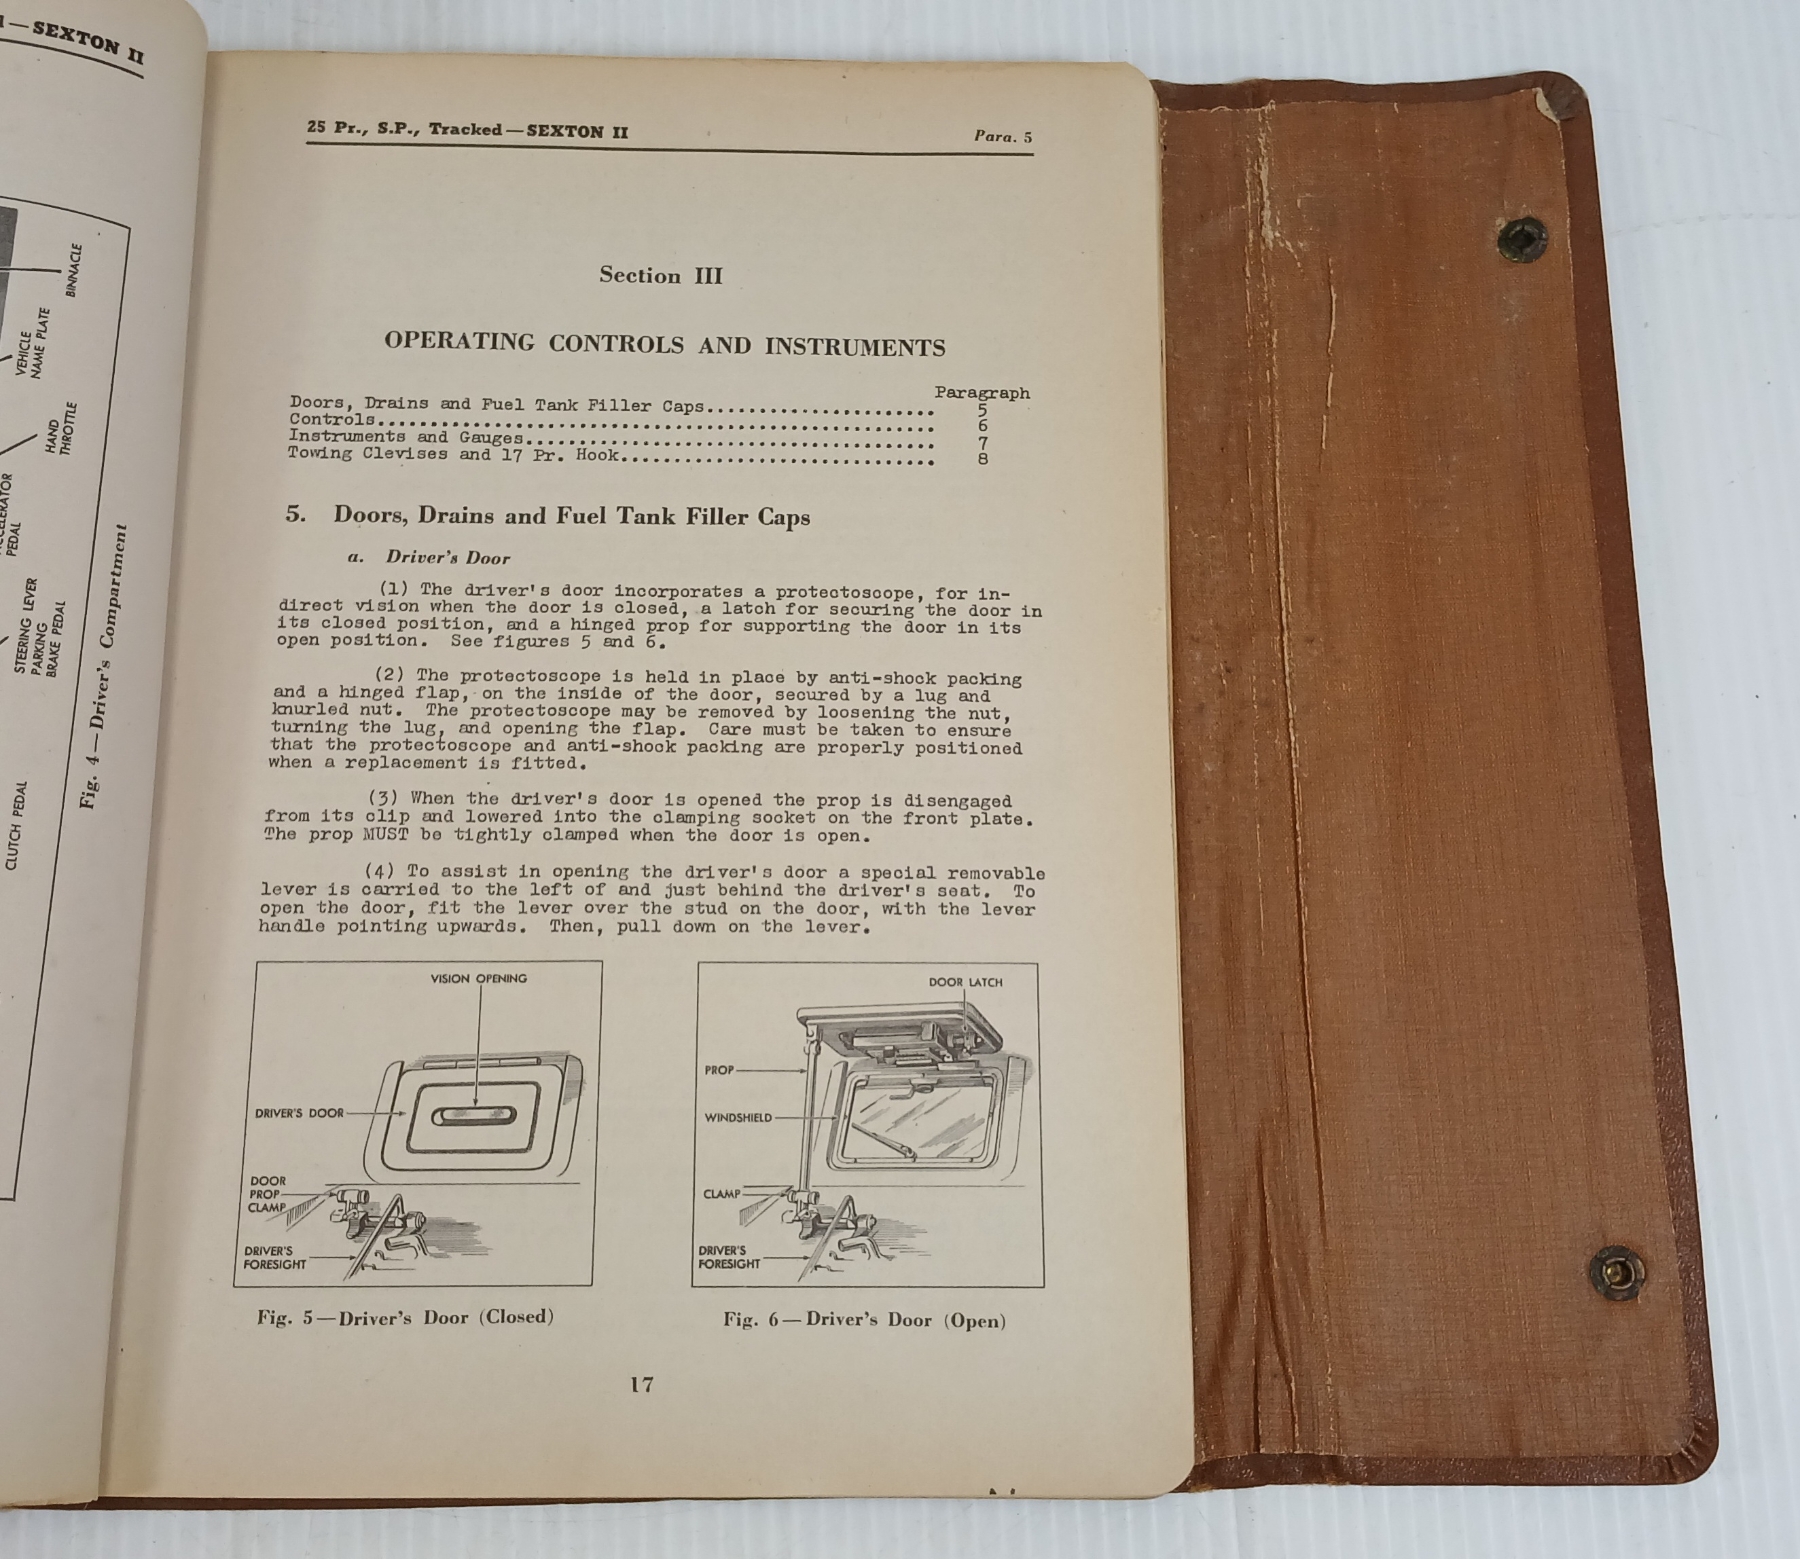 —SEXTON II
BINNACLE
VEHICLE
NAME PLATE
HAND
THROTTLE
PEDAL
STEERING LEVER
PARKING
BRAKE PEDAL
CLUTCH PEDAL
Fig. 4—Driver's Compartment
25 Pr., S.P., Tracked—SEXTON II Para. 5
Section III
OPERATING CONTROLS AND INSTRUMENTS
Paragraph
Doors, Drains and Fuel Tank Filler Caps....................... 5
Controls...................................................... 6
Instruments and Gauges........................................ 7
Towing Clevises and 17 Pr. Hook............................... 8
5. Doors, Drains and Fuel Tank Filler Caps
a. Driver's Door
(1) The driver's door incorporates a protectoscope, for in-
direct vision when the door is closed, a latch for securing the door in
its closed position, and a hinged prop for supporting the door in its
open position. See figures 5 and 6.
(2) The protectoscope is held in place by anti-shock packing
and a hinged flap, on the inside of the door, secured by a lug and
knurled nut. The protectoscope may be removed by loosening the nut,
turning the lug, and opening the flap. Care must be taken to ensure
that the protectoscope and anti-shock packing are properly positioned
when a replacement is fitted.
(3) When the driver's door is opened the prop is disengaged
from its clip and lowered into the clamping socket on the front plate.
The prop MUST be tightly clamped when the door is open.
(4) To assist in opening the driver's door a special removable
lever is carried to the left of and just behind the driver's seat. To
open the door, fit the lever over the stud on the door, with the lever
handle pointing upwards. Then, pull down on the lever.
VISION OPENING
DRIVER'S DOOR
DOOR
PROP
CLAMP
DRIVER'S
FORESIGHT
Fig. 5—Driver's Door (Closed)
DOOR LATCH
PROP
WINDSHIELD
CLAMP
DRIVER'S
FORESIGHT
Fig. 6—Driver's Door (Open)
17